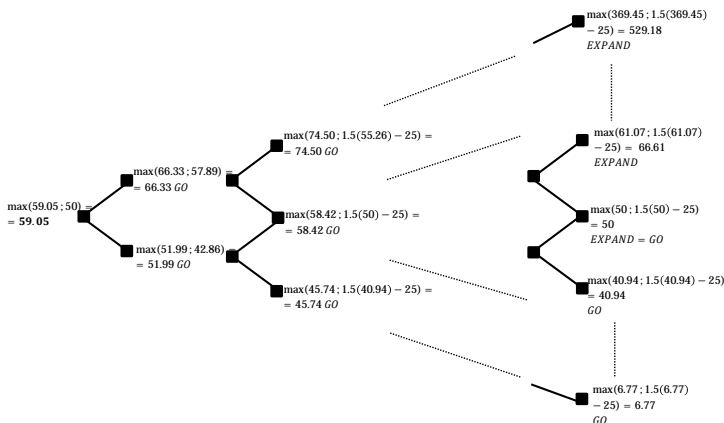 max(369.45 ; 1.5(369.45)
− 25) = 529.18
EXPAND
max(74.50 ; 1.5(55.26) − 25) =
= 74.50 GO
max(61.07 ; 1.5(61.07)
− 25) = 66.61
EXPAND
max(66.33 ; 57.89) =
= 66.33 GO
max(59.05 ; 50) =
= 59.05
max(58.42 ; 1.5(50) − 25) =
= 58.42 GO
max(50 ; 1.5(50) − 25)
= 50
EXPAND = GO
max(51.99 ; 42.86) =
= 51.99 GO
max(45.74 ; 1.5(40.94) − 25) =
= 45.74 GO
max(40.94 ; 1.5(40.94) − 25)
= 40.94
GO
max(6.77 ; 1.5(6.77)
− 25) = 6.77
GO